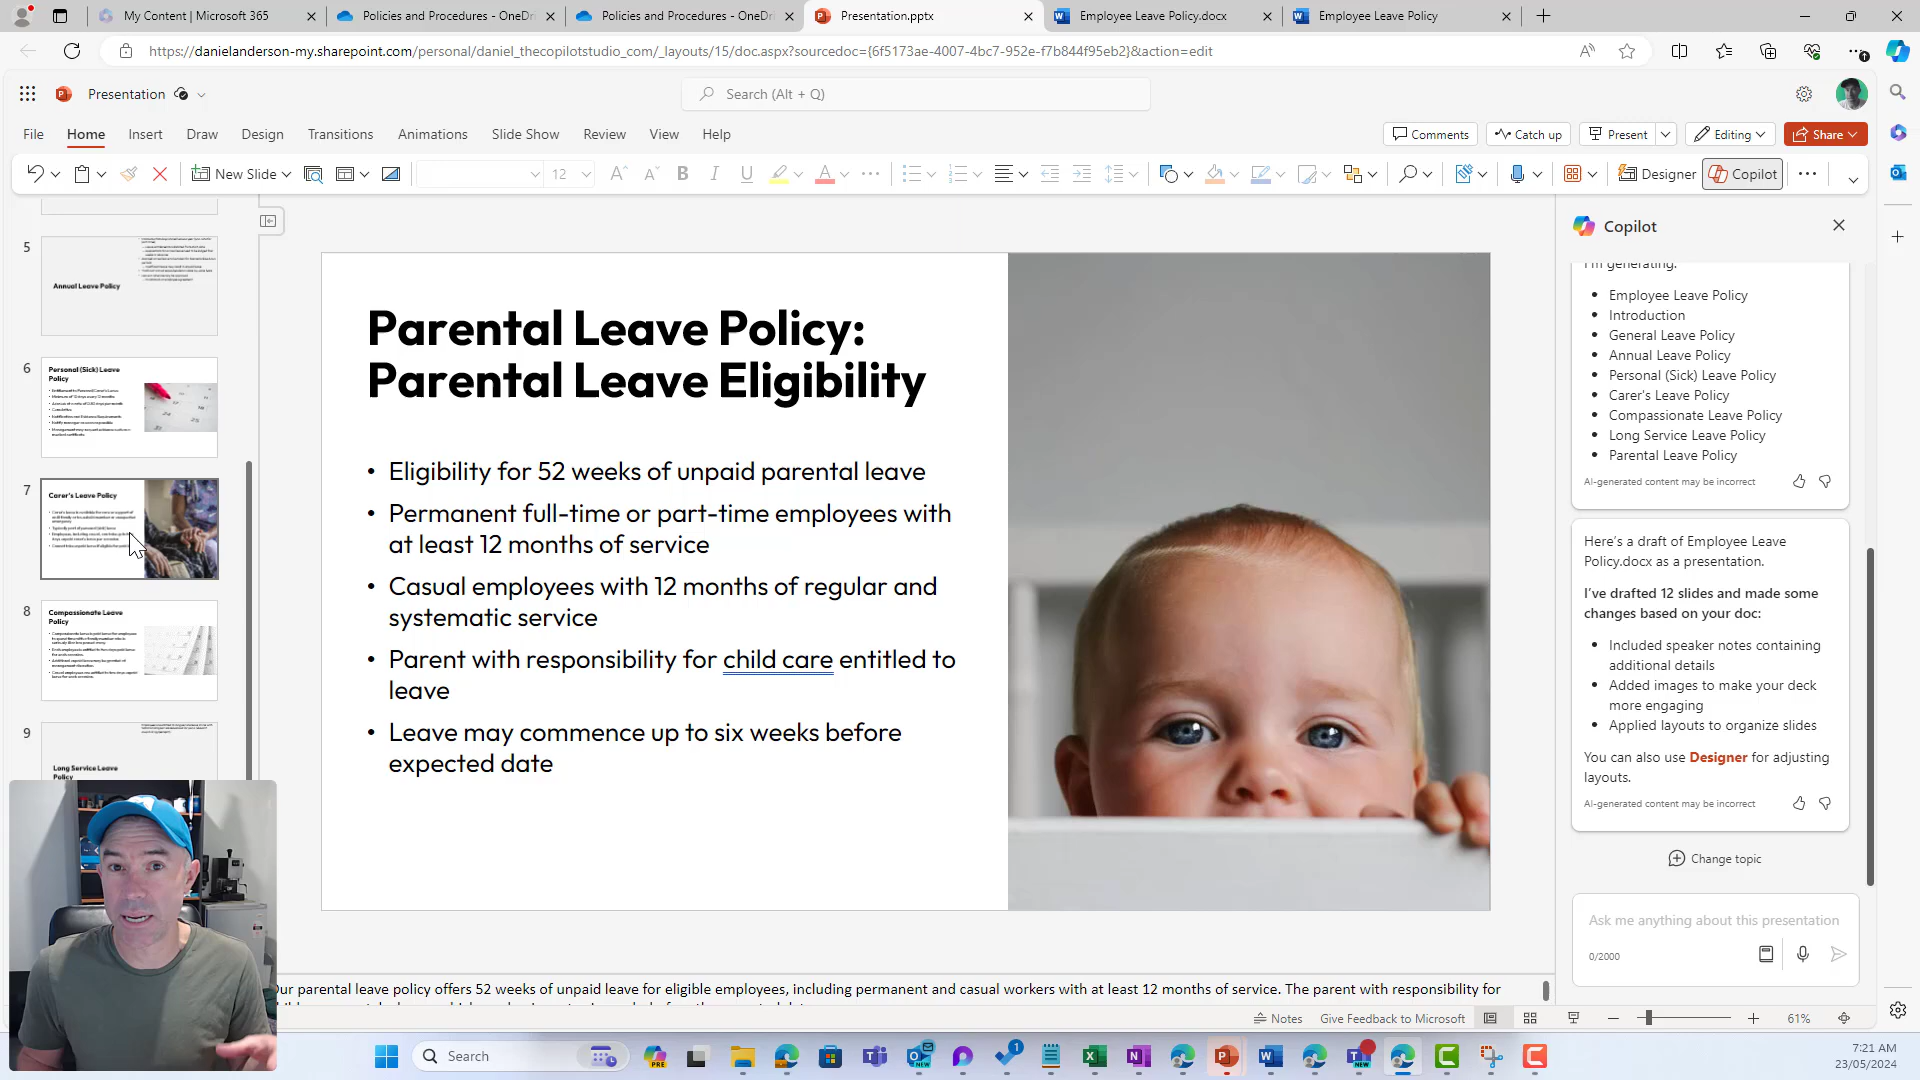 My Content | Microsoft 365
Policies and Procedures - OneDri
Policies and Procedures - OneDri
Presentation.pptx
Employee Leave Policy.docx
Employee Leave Policy
https://danielanderson-my.sharepoint.com/personal/daniel_thecopilotstudio_com/_layouts/15/doc.aspx?sourcedoc={6f5173ae-4007-4bc7-952e-f7b844f95eb2}&action=edit
Presentation
Search (Alt + Q)
File
Home
Insert
Draw
Design
Transitions
Animations
Slide Show
Review
View
Help
Comments
Catch up
Present
Editing
Share
New Slide
12
Designer
Copilot
5
Annual Leave Policy
6
Personal (Sick) Leave
Policy
7
Carer's Leave Policy
8
Compassionate Leave
Policy
9
Long Service Leave
Policy
Parental Leave Policy:
Parental Leave Eligibility
• Eligibility for 52 weeks of unpaid parental leave
• Permanent full-time or part-time employees with
at least 12 months of service
• Casual employees with 12 months of regular and
systematic service
• Parent with responsibility for child care entitled to
leave
• Leave may commence up to six weeks before
expected date
Copilot
I'm generating.
• Employee Leave Policy
• Introduction
• General Leave Policy
• Annual Leave Policy
• Personal (Sick) Leave Policy
• Carer's Leave Policy
• Compassionate Leave Policy
• Long Service Leave Policy
• Parental Leave Policy
AI-generated content may be incorrect
Here's a draft of Employee Leave
Policy.docx as a presentation.
I've drafted 12 slides and made some
changes based on your doc:
• Included speaker notes containing
additional details
• Added images to make your deck
more engaging
• Applied layouts to organize slides
You can also use Designer for adjusting
layouts.
AI-generated content may be incorrect
Change topic
Ask me anything about this presentation
0/2000
Our parental leave policy offers 52 weeks of unpaid leave for eligible employees, including permanent and casual workers with at least 12 months of service. The parent with responsibility for
Notes
Give Feedback to Microsoft
61%
Search
PRE
NEW
1
NEW
7:21 AM
23/05/2024